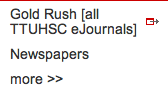 Gold Rush [all
TTUHSC eJournals]
Newspapers
more >>